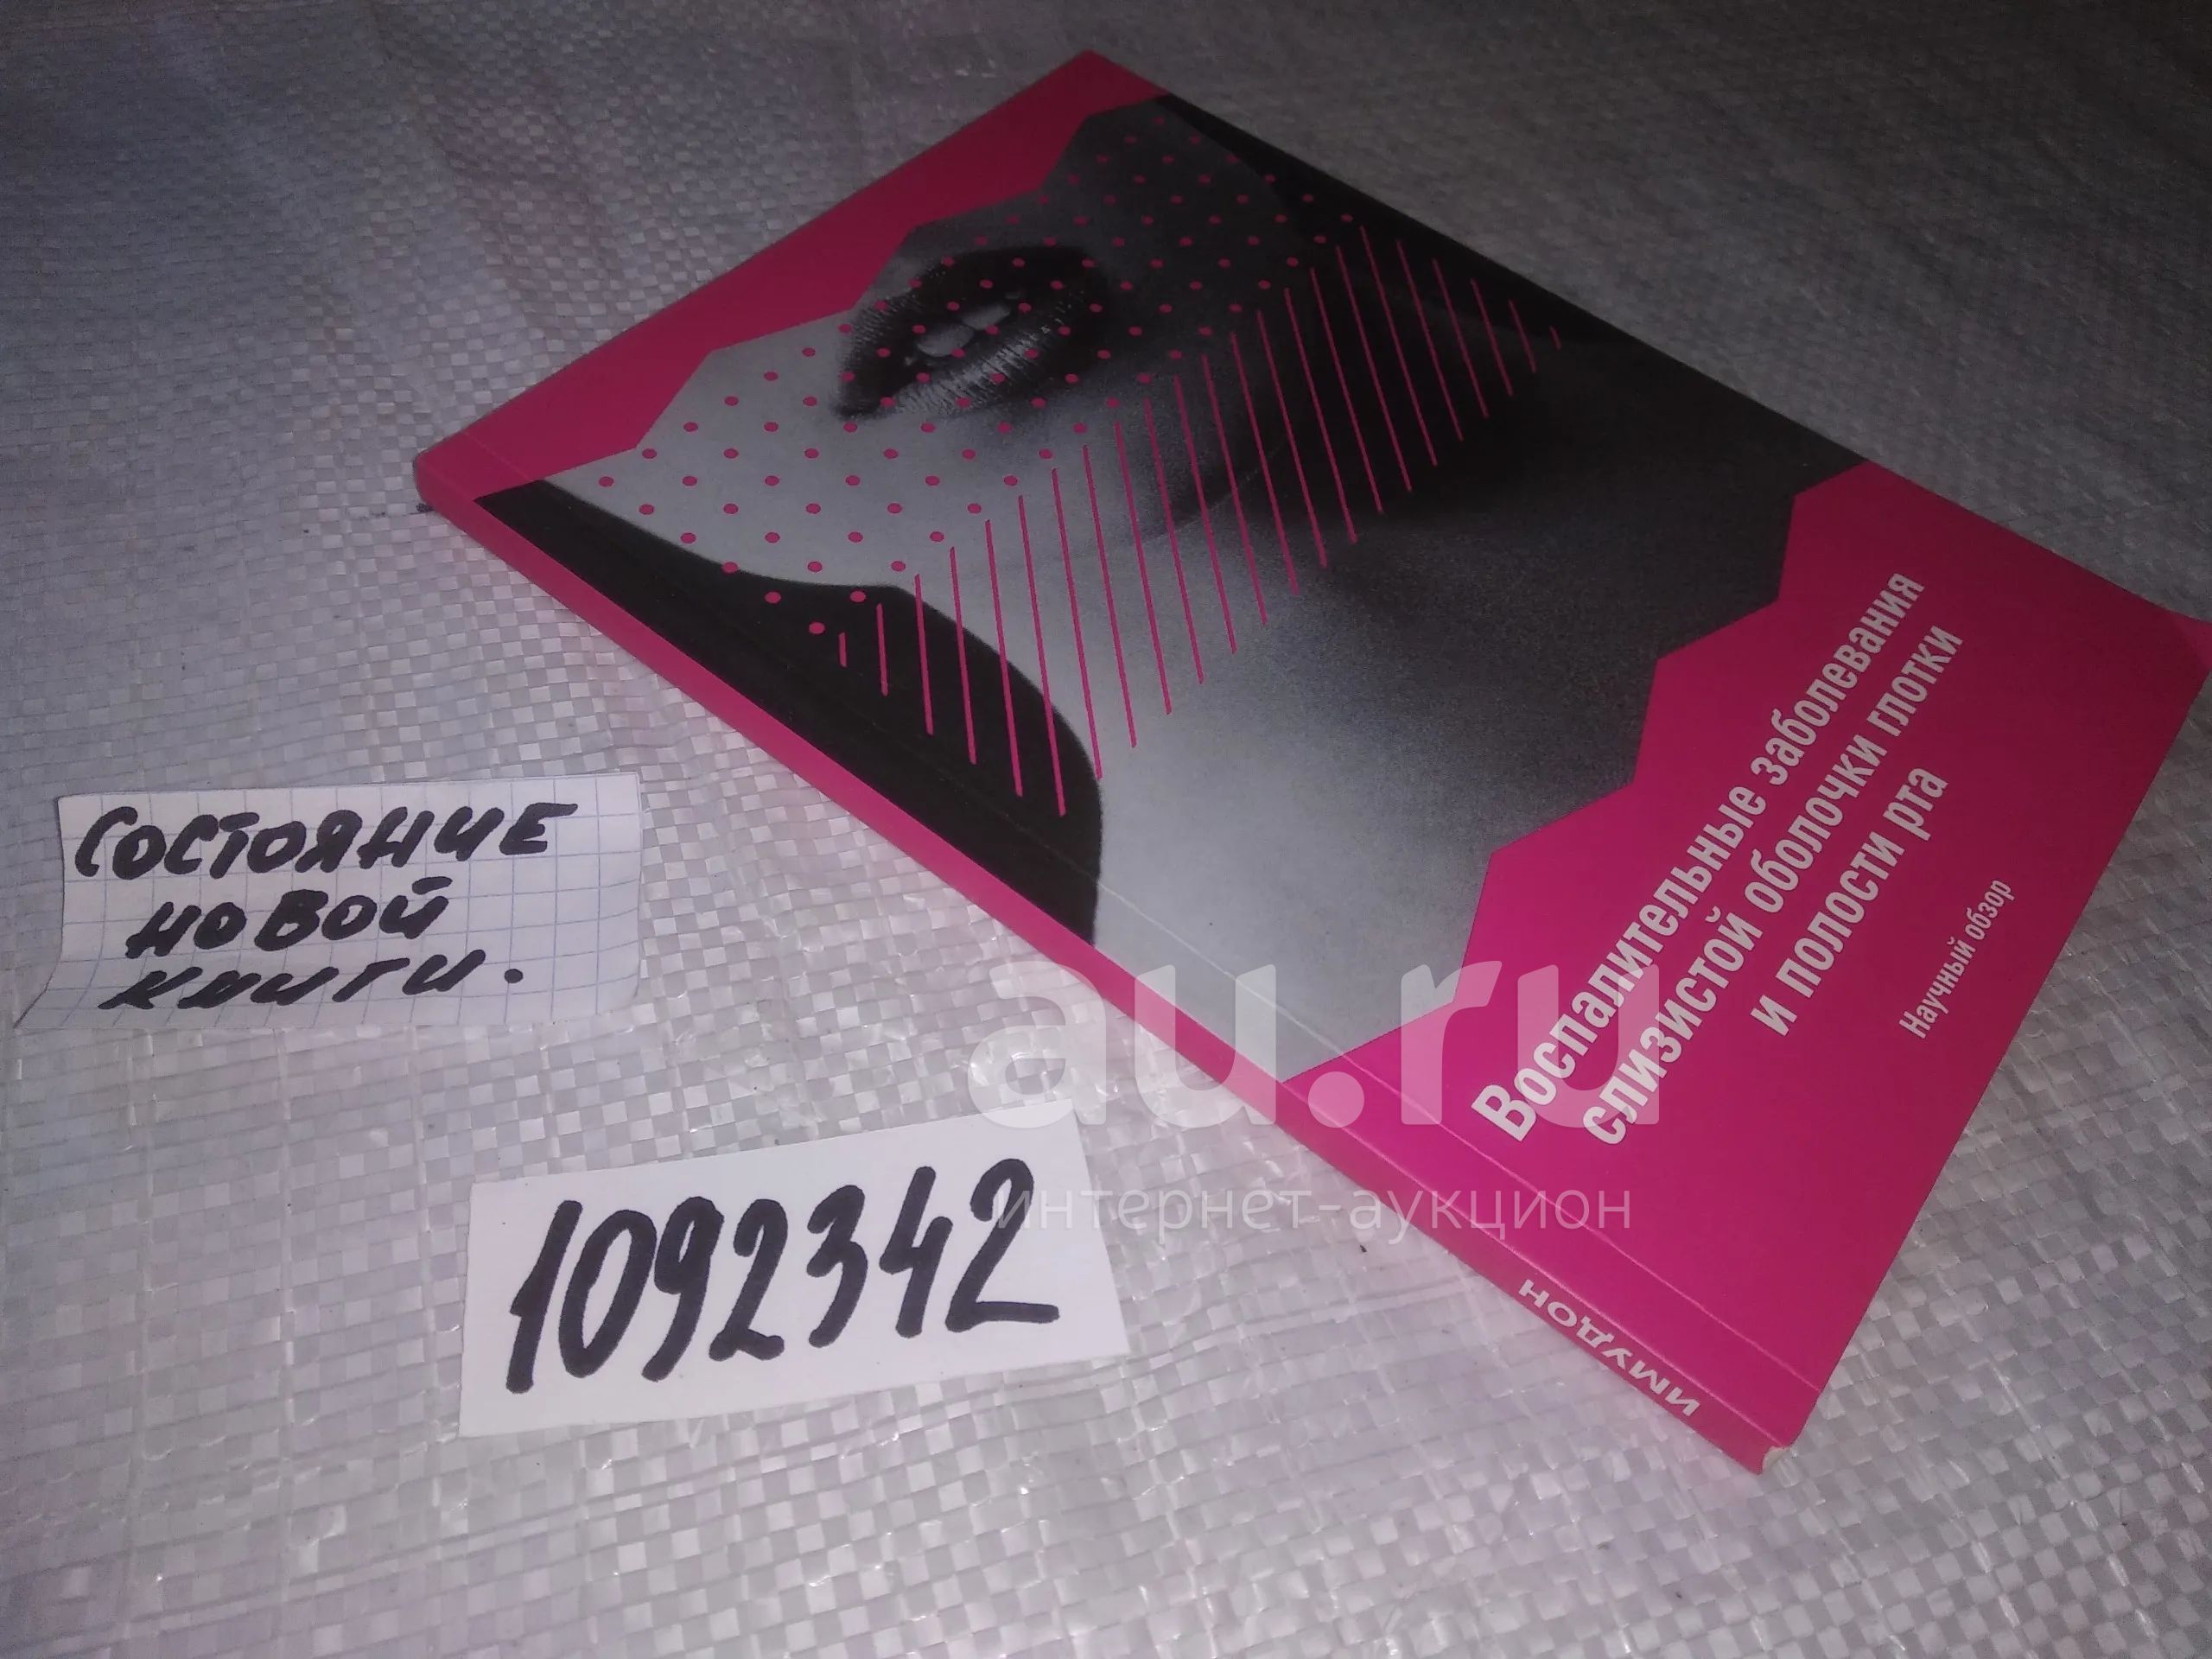 Воспалительные заболевания
слизистой оболочки глотки
и полости рта
Научный обзор
ИМУДОН
СОСТОЯНИЕ
НОВОЙ
КНИГИ.
1092342
au.ru
интернет-аукцион